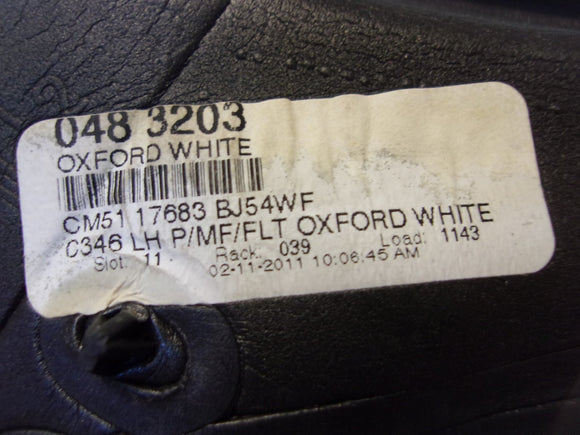 048 3203
OXFORD WHITE
CM51 17683 BJ54WF
C346 LH P/MF/FLT OXFORD WHITE
Slot: 11 Rack: 039 Load: 1143
02-11-2011 10:06:45 AM